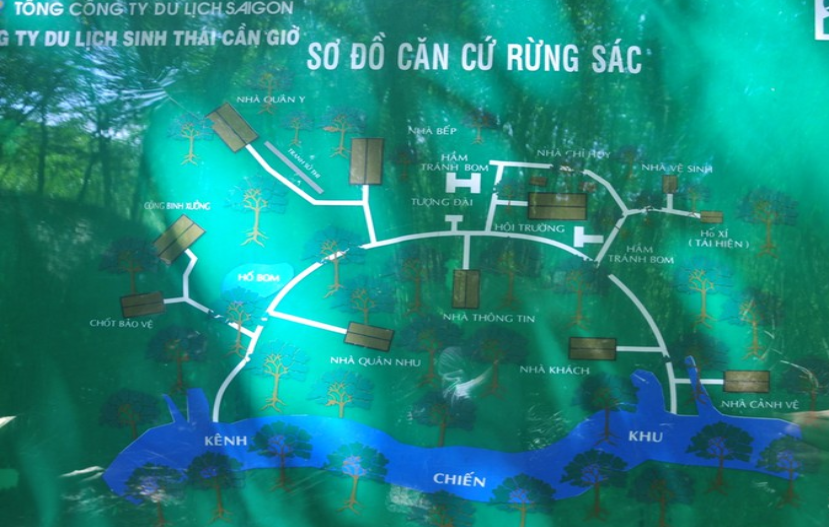 TỔNG CÔNG TY DU LỊCH SAIGON
G TY DU LỊCH SINH THÁI CẦN GIỜ
SƠ ĐỒ CĂN CỨ RỪNG SÁC
NHÀ QUÂN Y
NHÀ BẾP
HẦM
TRÁNH BOM
NHÀ CHỈ HUY
NHÀ VỆ SINH
TƯỢNG ĐÀI
HỘI TRƯỜNG
HỐ XÍ
( TÁI HIỆN )
HẦM
TRÁNH BOM
CÔNG BINH XƯỞNG
HỐ BOM
CHỐT BẢO VỆ
NHÀ THÔNG TIN
NHÀ QUÂN NHU
NHÀ KHÁCH
NHÀ CẢNH VỆ
KÊNH
CHIẾN
KHU